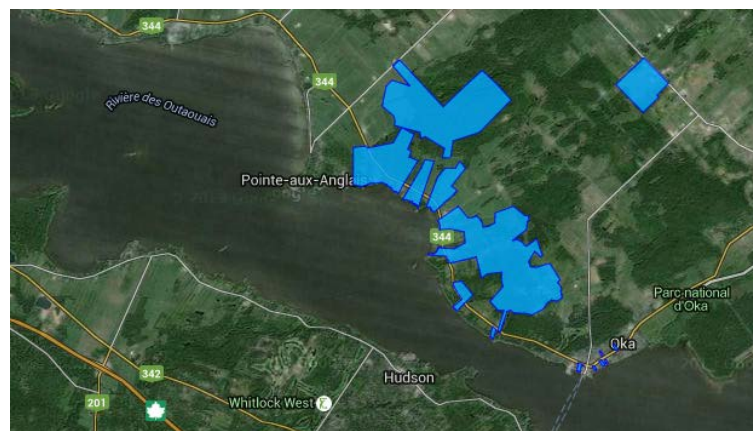 344
344
Rivière des Outaouais
Pointe-aux-Anglais
344
Parc national
d'Oka
Oka
342
Hudson
201
Whitlock West